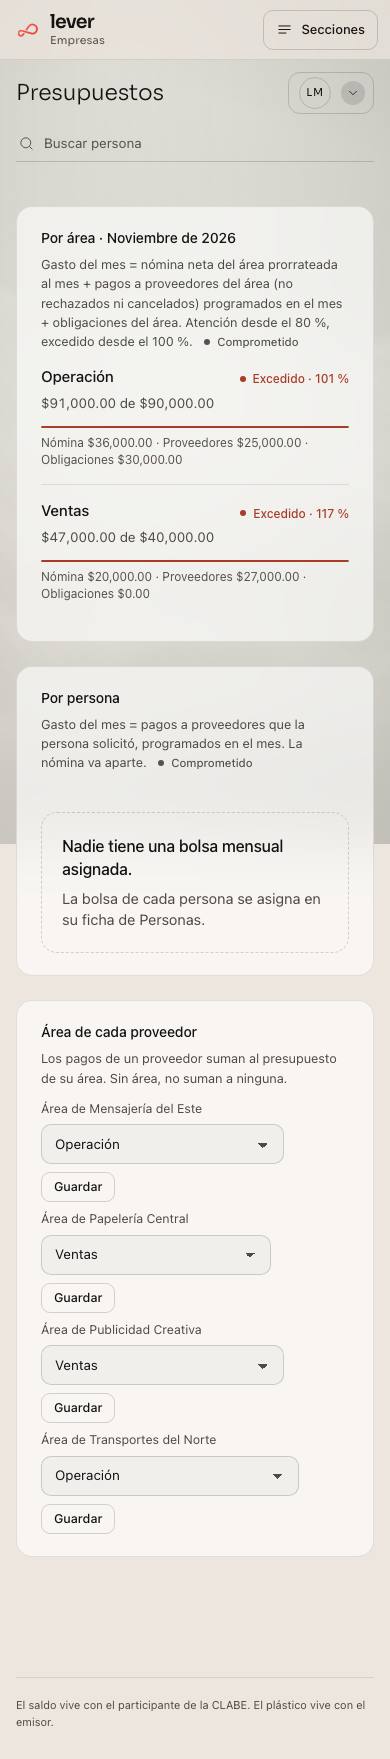 lever
Empresas
Secciones
Presupuestos
LM
Buscar persona
Por área · Noviembre de 2026
Gasto del mes = nómina neta del área prorrateada
al mes + pagos a proveedores del área (no
rechazados ni cancelados) programados en el mes
+ obligaciones del área. Atención desde el 80 %,
excedido desde el 100 %. ● Comprometido
Operación
● Excedido · 101 %
$91,000.00 de $90,000.00
Nómina $36,000.00 · Proveedores $25,000.00 ·
Obligaciones $30,000.00
Ventas
● Excedido · 117 %
$47,000.00 de $40,000.00
Nómina $20,000.00 · Proveedores $27,000.00 ·
Obligaciones $0.00
Por persona
Gasto del mes = pagos a proveedores que la
persona solicitó, programados en el mes. La
nómina va aparte. ● Comprometido
Nadie tiene una bolsa mensual
asignada.
La bolsa de cada persona se asigna en
su ficha de Personas.
Área de cada proveedor
Los pagos de un proveedor suman al presupuesto
de su área. Sin área, no suman a ninguna.
Área de Mensajería del Este
Operación
Guardar
Área de Papelería Central
Ventas
Guardar
Área de Publicidad Creativa
Ventas
Guardar
Área de Transportes del Norte
Operación
Guardar
El saldo vive con el participante de la CLABE. El plástico vive con el
emisor.